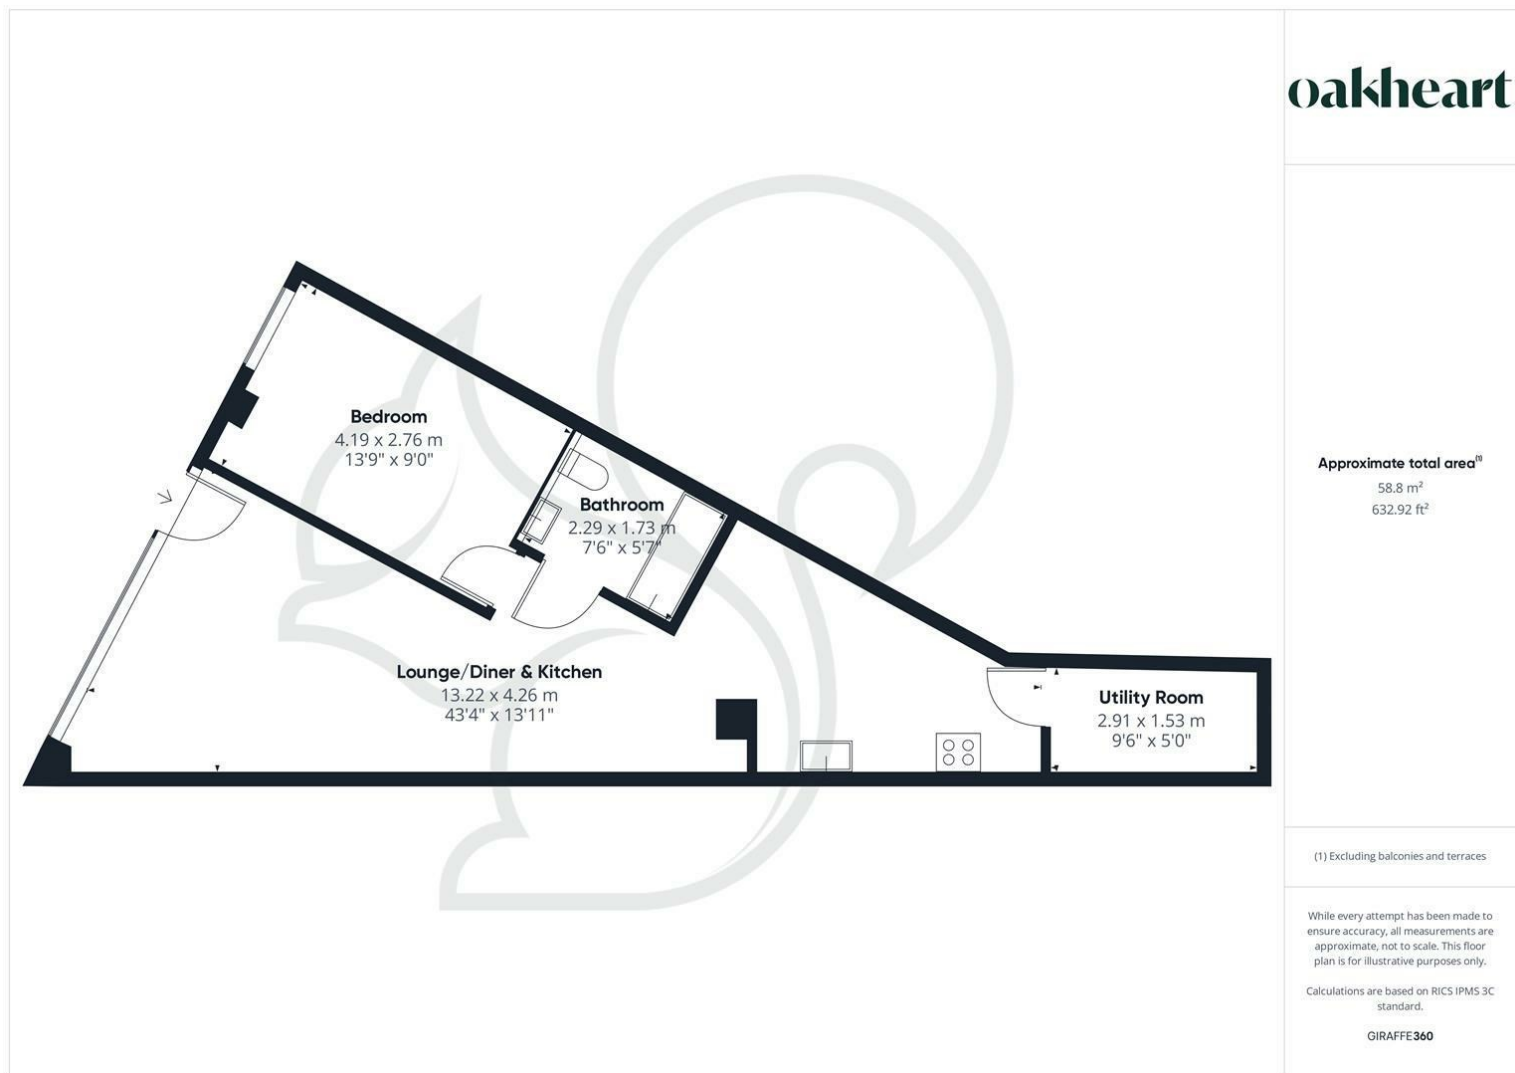 oakheart
Bedroom
4.19 x 2.76 m
13'9" x 9'0"
Bathroom
2.29 x 1.73 m
7'6" x 5'7"
Lounge/Diner & Kitchen
13.22 x 4.26 m
43'4" x 13'11"
Utility Room
2.91 x 1.53 m
9'6" x 5'0"
Approximate total area⁽¹⁾
58.8 m²
632.92 ft²
(1) Excluding balconies and terraces
While every attempt has been made to
ensure accuracy, all measurements are
approximate, not to scale. This floor
plan is for illustrative purposes only.
Calculations are based on RICS IPMS 3C
standard.
GIRAFFE360